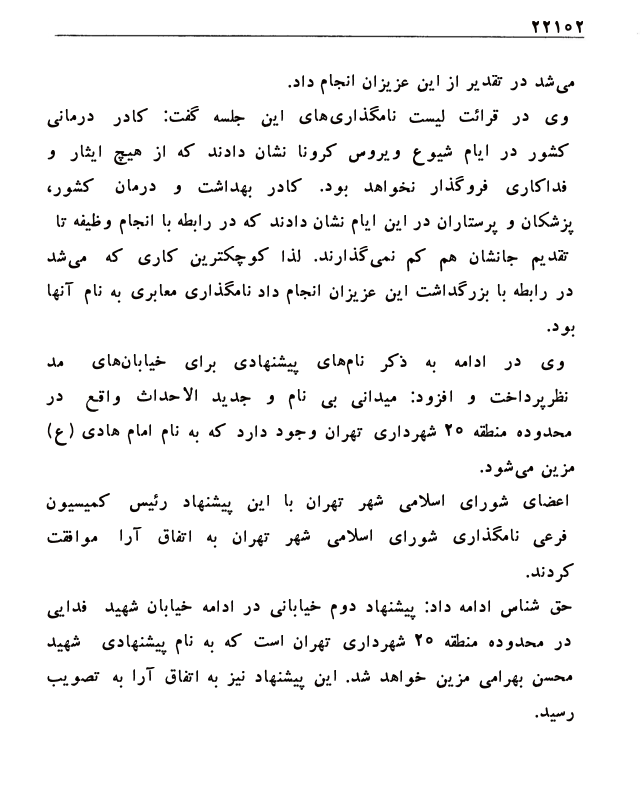 ۲۲۱۰۲
می‌شد در تقدیر از این عزیزان انجام داد.
وی در قرائت لیست نامگذاری‌های این جلسه گفت: کادر درمانی
کشور در ایام شیوع ویروس کرونا نشان دادند که از هیچ ایثار و
فداکاری فروگذار نخواهد بود. کادر بهداشت و درمان کشور،
پزشکان و پرستاران در این ایام نشان دادند که در رابطه با انجام وظیفه تا
تقدیم جانشان هم کم نمی‌گذارند. لذا کوچکترین کاری که می‌شد
در رابطه با بزرگداشت این عزیزان انجام داد نامگذاری معابری به نام آنها
بود.
وی در ادامه به ذکر نام‌های پیشنهادی برای خیابان‌های مد
نظرپرداخت و افزود: میدانی بی نام و جدید الاحداث واقع در
محدوده منطقه ۲۰ شهرداری تهران وجود دارد که به نام امام هادی (ع)
مزین می‌شود.
اعضای شورای اسلامی شهر تهران با این پیشنهاد رئیس کمیسیون
فرعی نامگذاری شورای اسلامی شهر تهران به اتفاق آرا موافقت
کردند.
حق شناس ادامه داد: پیشنهاد دوم خیابانی در ادامه خیابان شهید فدایی
در محدوده منطقه ۲۰ شهرداری تهران است که به نام پیشنهادی شهید
محسن بهرامی مزین خواهد شد. این پیشنهاد نیز به اتفاق آرا به تصویب
رسید.